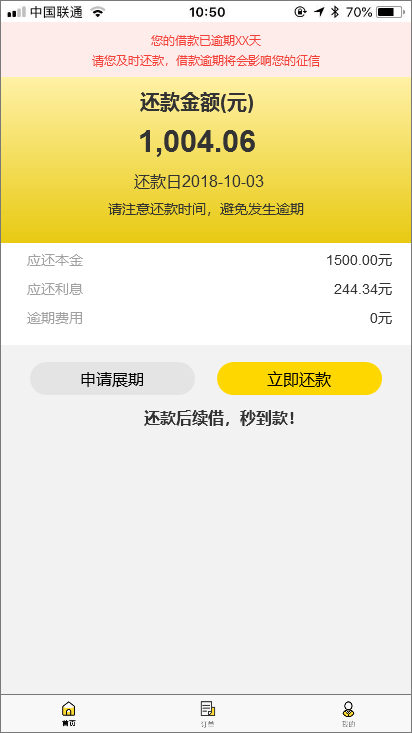 中国联通 10:50 70%
您的借款已逾期XX天
请您及时还款，借款逾期将会影响您的征信
还款金额(元)
1,004.06
还款日2018-10-03
请注意还款时间，避免发生逾期
应还本金 1500.00元
应还利息 244.34元
逾期费用 0元
申请展期 立即还款
还款后续借，秒到款！
首页 订单 我的